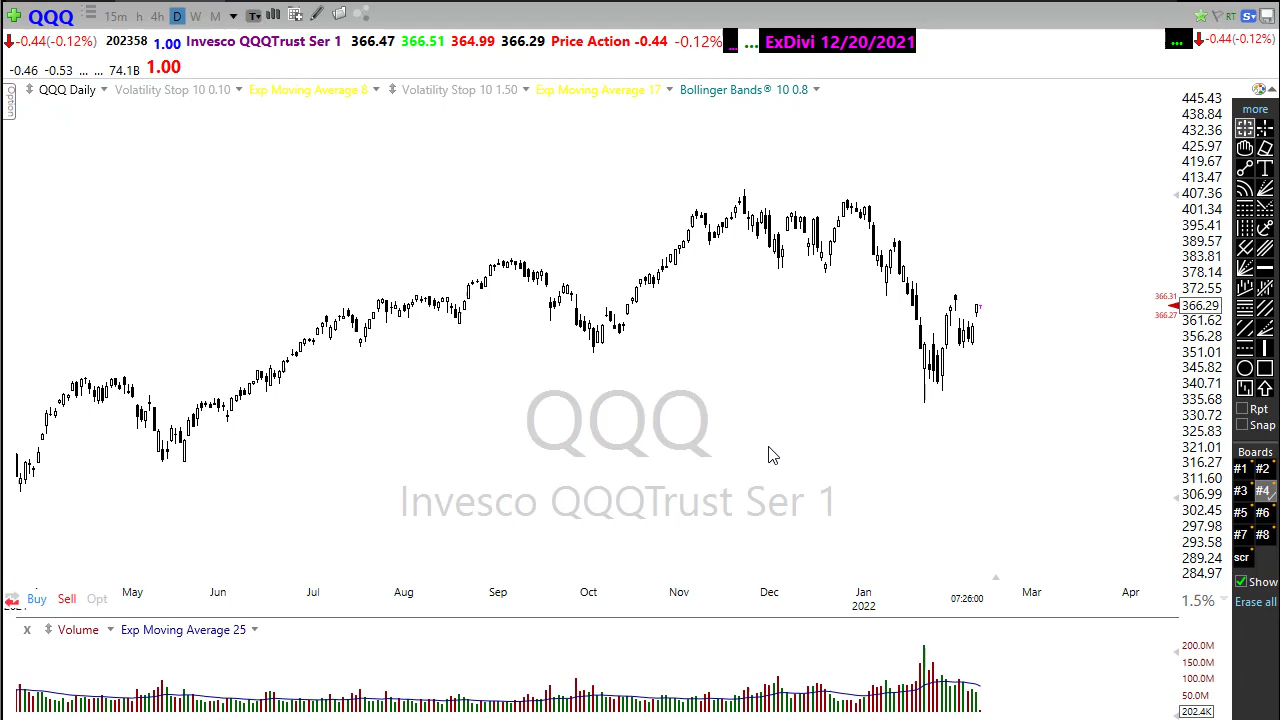 QQQ 15m h 4h D W M T RT S
-0.44(-0.12%) 202358 1.00 Invesco QQQTrust Ser 1 366.47 366.51 364.99 366.29 Price Action -0.44 -0.12% ... ... ExDivi 12/20/2021 ... -0.44(-0.12%)
-0.46 -0.53 ... ... 74.1B 1.00
Option
QQQ Daily Volatility Stop 10 0.10 Exp Moving Average 8 Volatility Stop 10 1.50 Exp Moving Average 17 Bollinger Bands® 10 0.8
445.43
438.84
432.36
425.97
419.67
413.47
407.36
401.34
395.41
389.57
383.81
378.14
372.55
366.31
366.29
366.27
361.62
356.28
351.01
345.82
340.71
335.68
330.72
325.83
321.01
316.27
311.60
306.99
302.45
297.98
293.58
289.24
284.97
QQQ
Invesco QQQTrust Ser 1
more
T
Rpt
Snap
Boards
#1 #2
#3 #4
#5 #6
#7 #8
scr
Show
Erase all
May Jun Jul Aug Sep Oct Nov Dec Jan Mar Apr
2022 07:26:00
Buy Sell Opt
1.5%
x Volume Exp Moving Average 25
200.0M
150.0M
100.0M
50.0M
202.4K